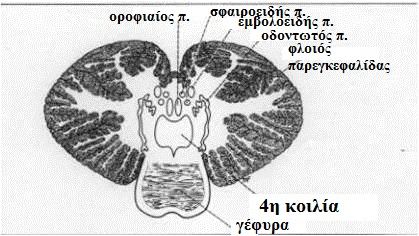 οροφιαίος π.
σφαιροειδής π.
εμβολοειδής π.
οδοντωτός π.
φλοιός
παρεγκεφαλίδας
4η κοιλία
γέφυρα